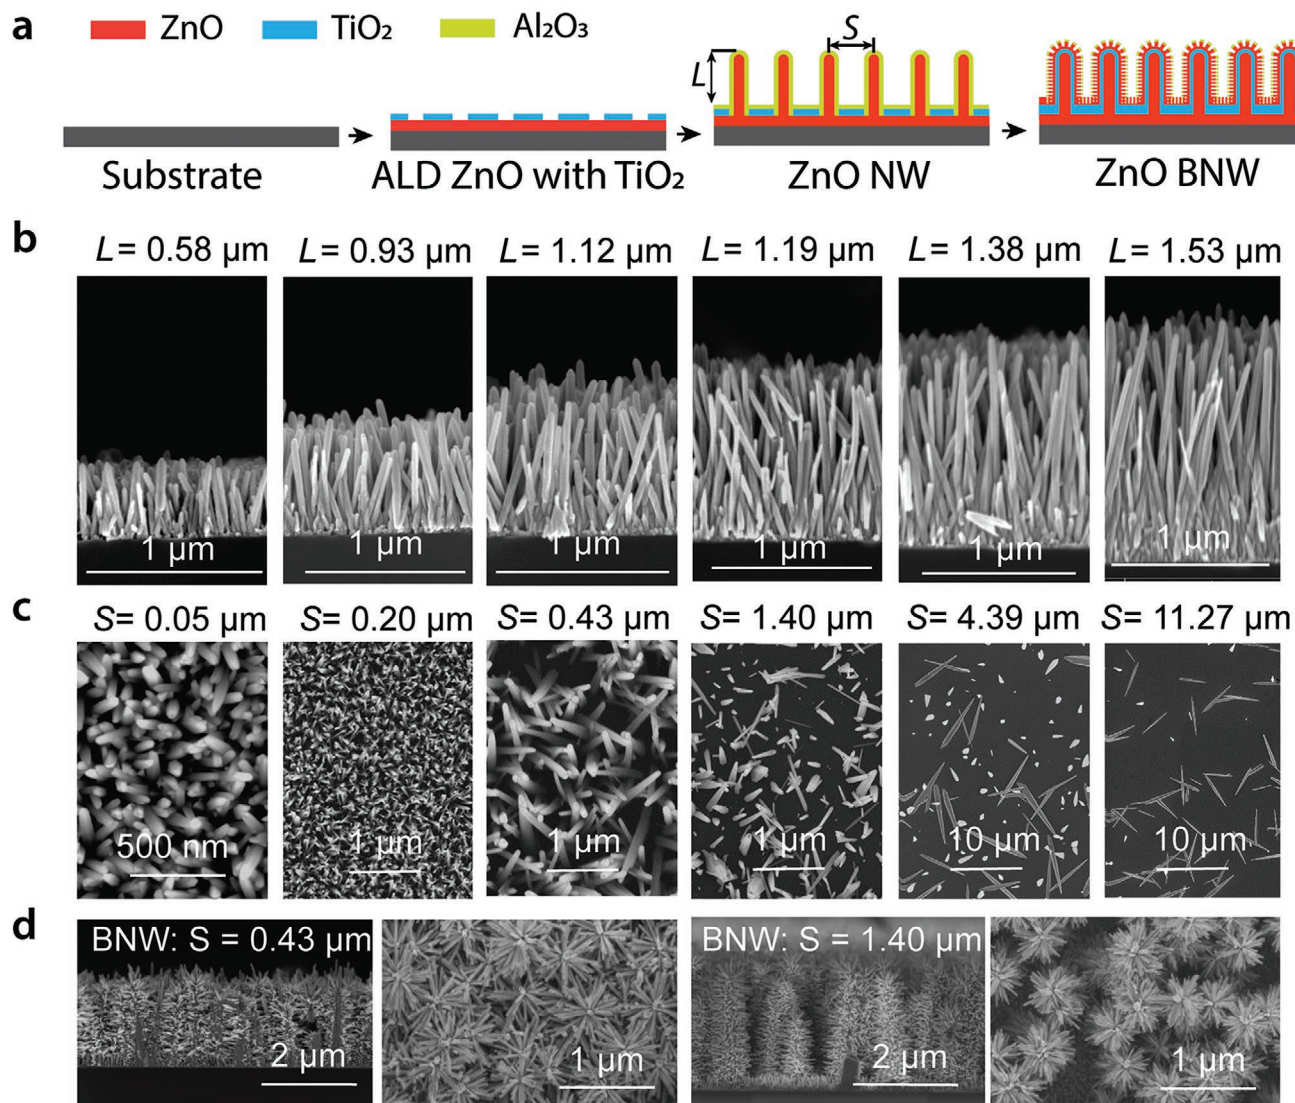 a
ZnO TiO₂ Al₂O₃
S
L
Substrate
ALD ZnO with TiO₂
ZnO NW
ZnO BNW
b
L= 0.58 µm L= 0.93 µm L= 1.12 µm L= 1.19 µm L= 1.38 µm L= 1.53 µm
1 µm 1 µm 1 µm 1 µm 1 µm 1 µm
c
S= 0.05 µm S= 0.20 µm S= 0.43 µm S= 1.40 µm S= 4.39 µm S= 11.27 µm
500 nm 1 µm 1 µm 1 µm 10 µm 10 µm
d
BNW: S = 0.43 µm BNW: S = 1.40 µm
2 µm 1 µm 2 µm 1 µm